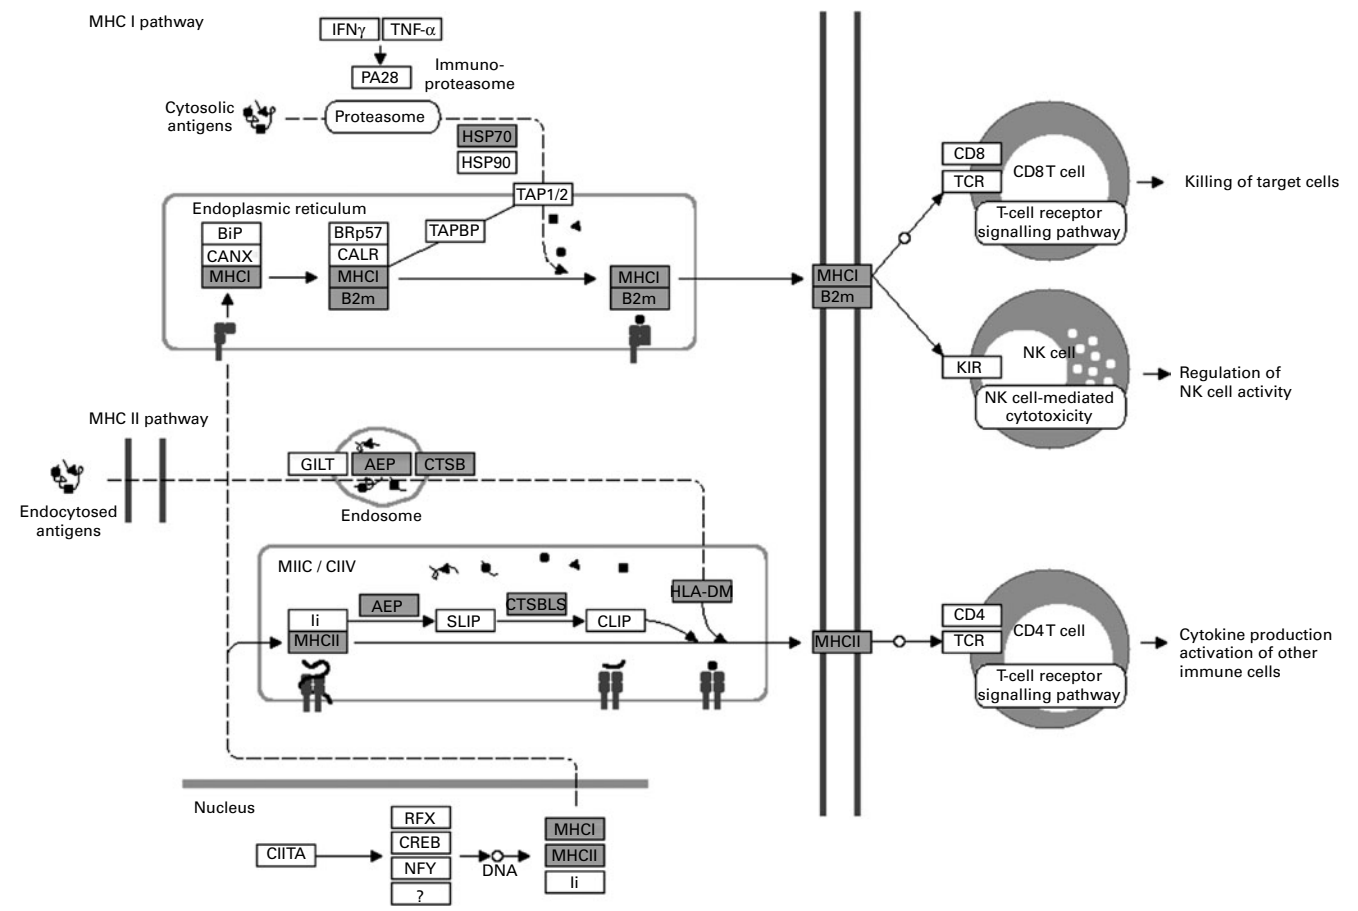 MHC I pathway
IFNγ
TNF-α
PA28
Immuno-
proteasome
Cytosolic
antigens
Proteasome
HSP70
HSP90
TAP1/2
Endoplasmic reticulum
BiP
CANX
MHCI
BRp57
CALR
MHCI
B2m
TAPBP
MHCI
B2m
MHCI
B2m
CD8
TCR
CD8 T cell
T-cell receptor
signalling pathway
Killing of target cells
KIR
NK cell
NK cell-mediated
cytotoxicity
Regulation of
NK cell activity
MHC II pathway
Endocytosed
antigens
GILT
AEP
CTSB
Endosome
MIIC / CIIV
Ii
MHCII
AEP
SLIP
CTSBLS
CLIP
HLA-DM
MHCII
CD4
TCR
CD4 T cell
T-cell receptor
signalling pathway
Cytokine production
activation of other
immune cells
Nucleus
CIITA
RFX
CREB
NFY
?
DNA
MHCI
MHCII
Ii